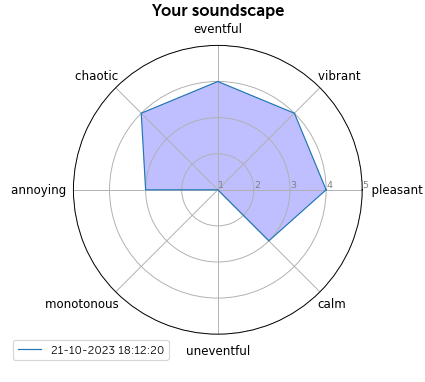 Your soundscape
eventful
chaotic
vibrant
annoying
1 2 3 4 5
pleasant
monotonous
calm
uneventful
21-10-2023 18:12:20